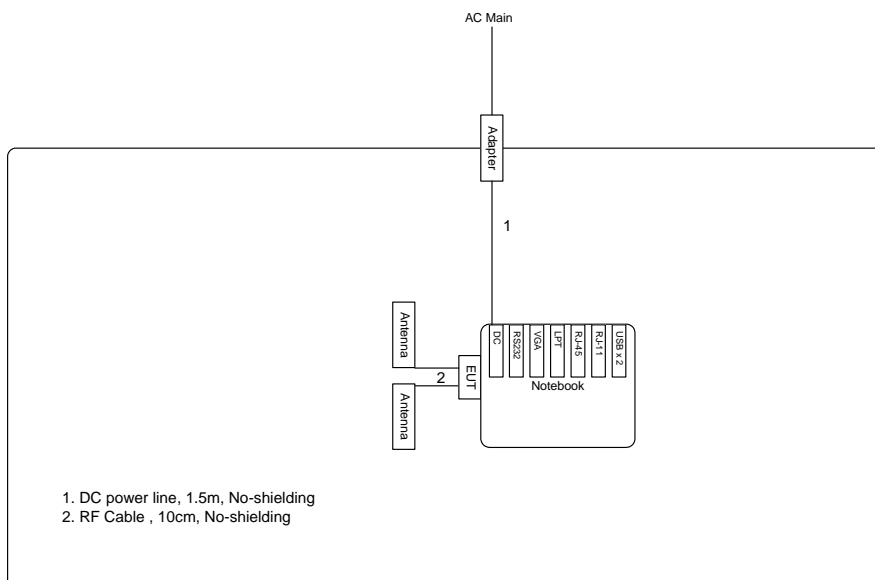 AC Main
Adapter
1
Antenna
2
Antenna
EUT
DC
RS232
VGA
LPT
RJ-45
RJ-11
USB x 2
Notebook
1. DC power line, 1.5m, No-shielding
2. RF Cable , 10cm, No-shielding